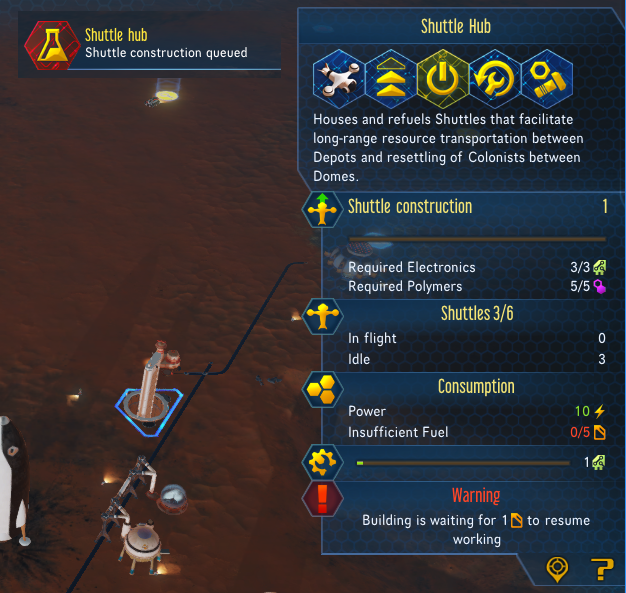 Shuttle hub
Shuttle construction queued
Shuttle Hub
Houses and refuels Shuttles that facilitate
long-range resource transportation between
Depots and resettling of Colonists between
Domes.
Shuttle construction 1
Required Electronics 3/3
Required Polymers 5/5
Shuttles 3/6
In flight 0
Idle 3
Consumption
Power 10
Insufficient Fuel 0/5
1
Warning
Building is waiting for 1 to resume
working